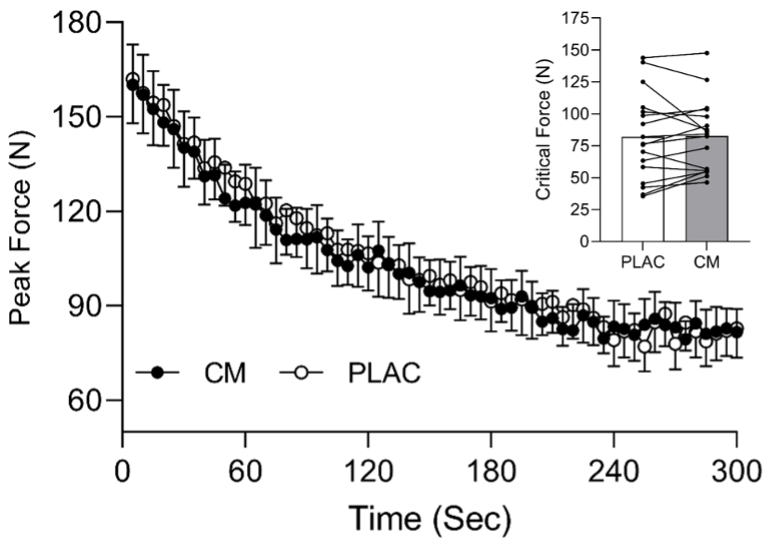 Peak Force (N)
180
150
120
90
60
CM
PLAC
0
60
120
180
240
300
Time (Sec)
Critical Force (N)
175
150
125
100
75
50
25
0
PLAC
CM